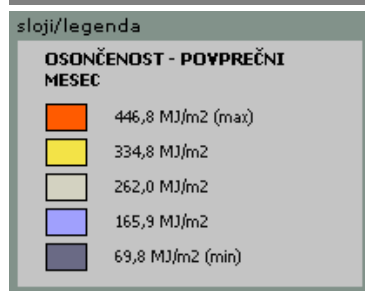 sloji/legenda
OSONČENOST - POVPREČNI
MESEC
446,8 MJ/m2 (max)
334,8 MJ/m2
262,0 MJ/m2
165,9 MJ/m2
69,8 MJ/m2 (min)